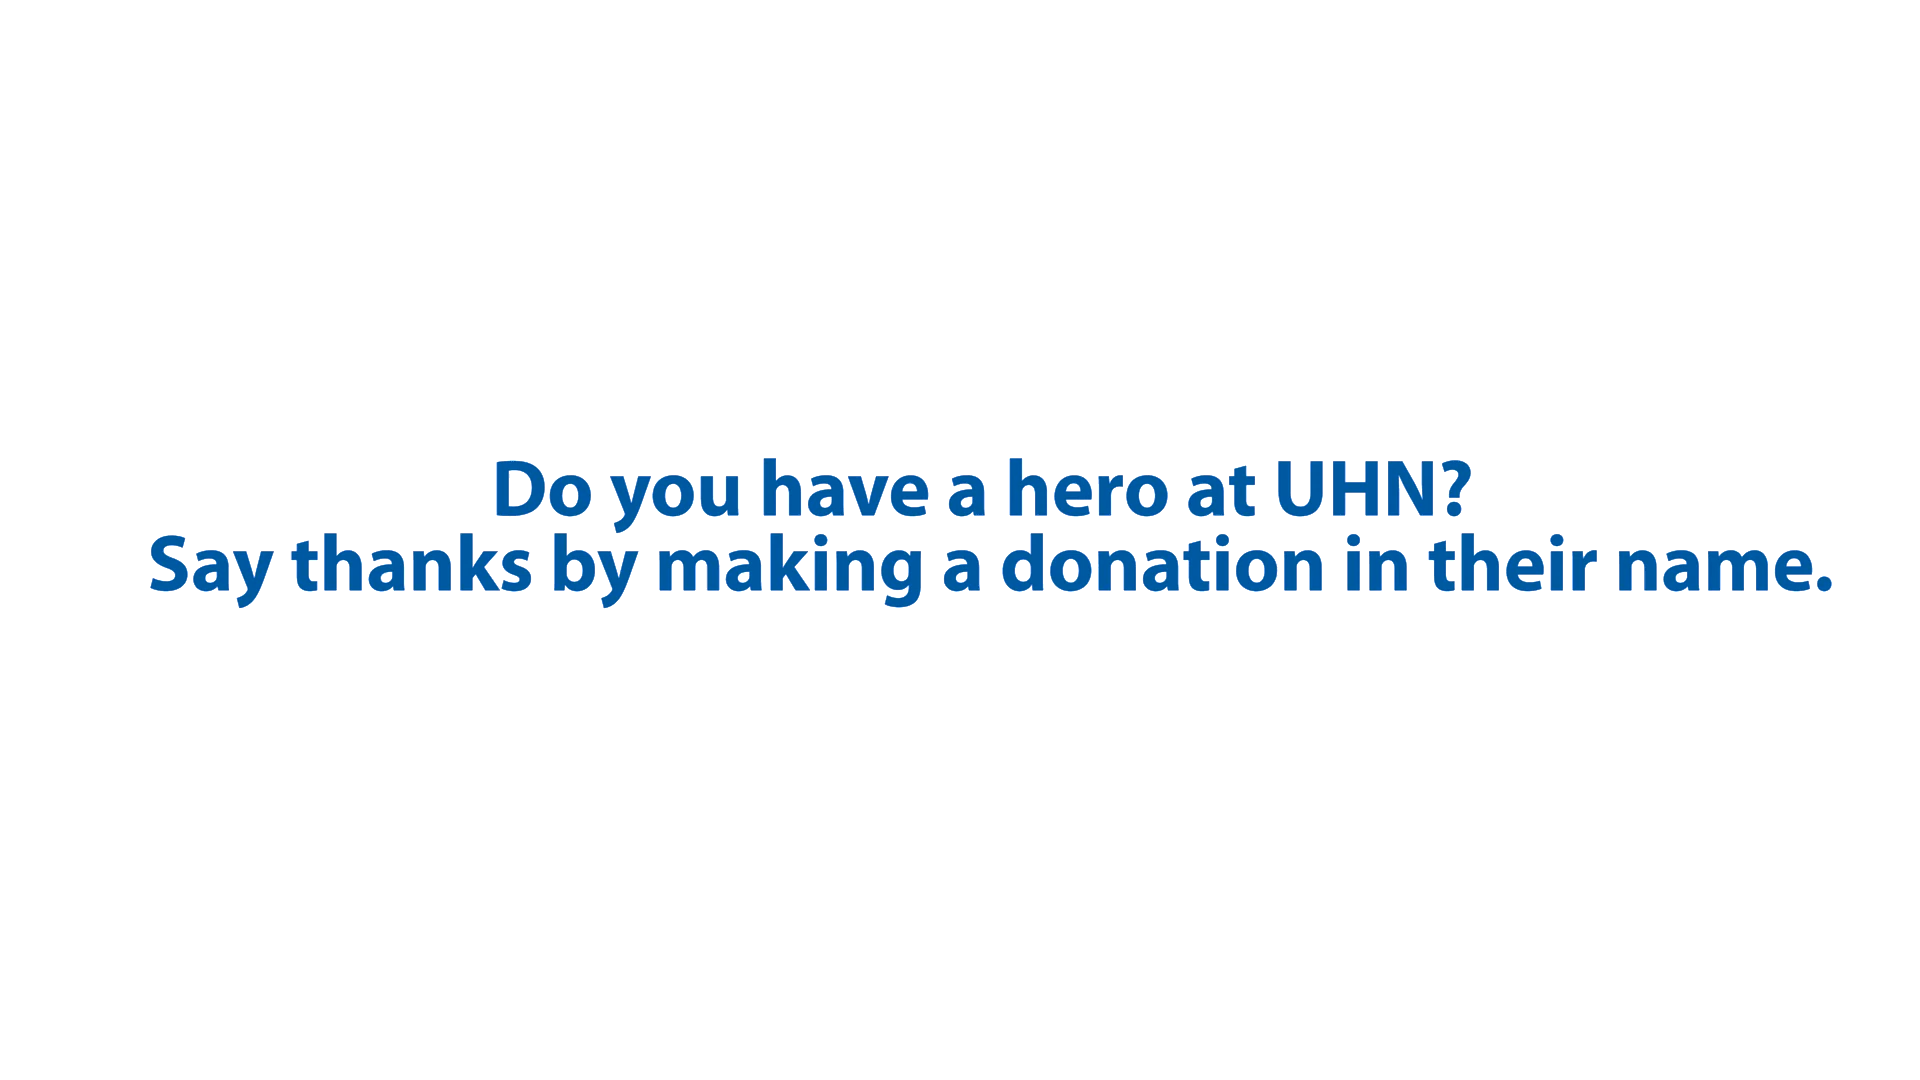 Do you have a hero at UHN?
Say thanks by making a donation in their name.